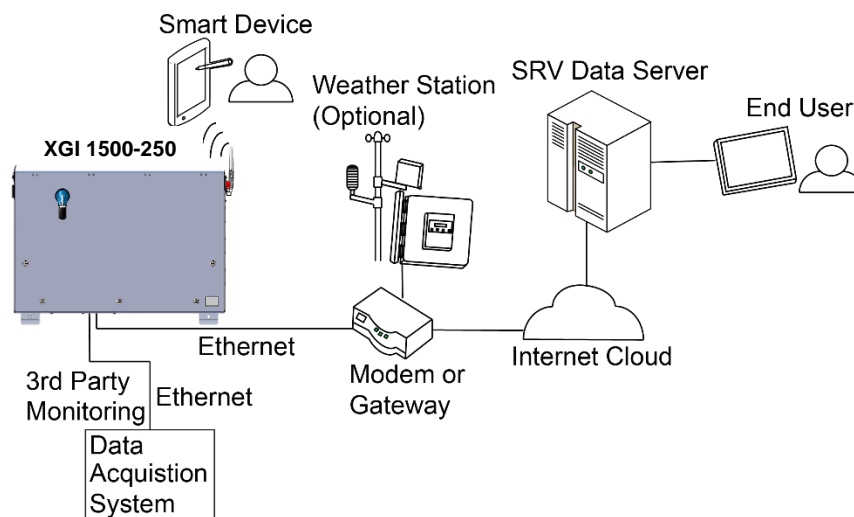 Smart Device
Weather Station
(Optional)
SRV Data Server
End User
XGI 1500-250
Ethernet
Modem or
Gateway
Internet Cloud
3rd Party
Monitoring
Ethernet
Data
Acquistion
System